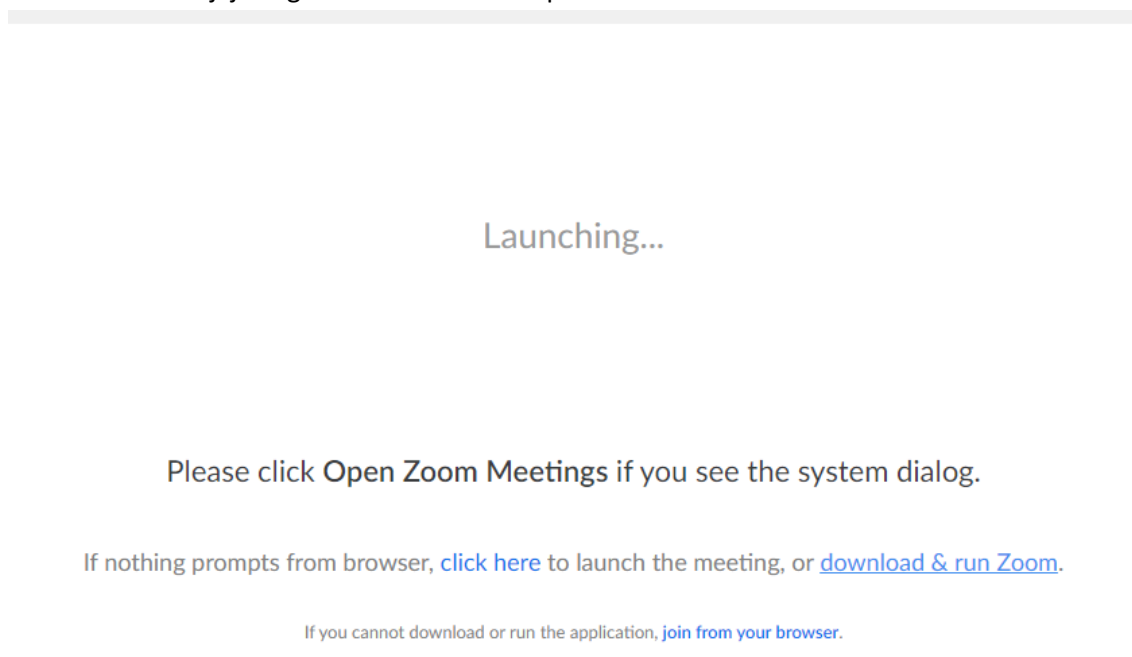 Launching...
Please click Open Zoom Meetings if you see the system dialog.
If nothing prompts from browser, click here to launch the meeting, or download & run Zoom.
If you cannot download or run the application, join from your browser.